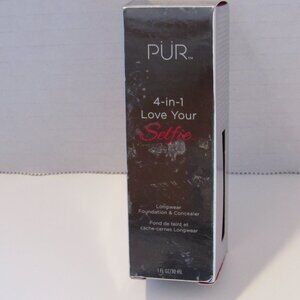 PÜR™
4-in-1
Love Your
Selfie
Longwear
Foundation & Concealer
Fond de teint et
cache-cernes Longwear
1 FL OZ/30 mL